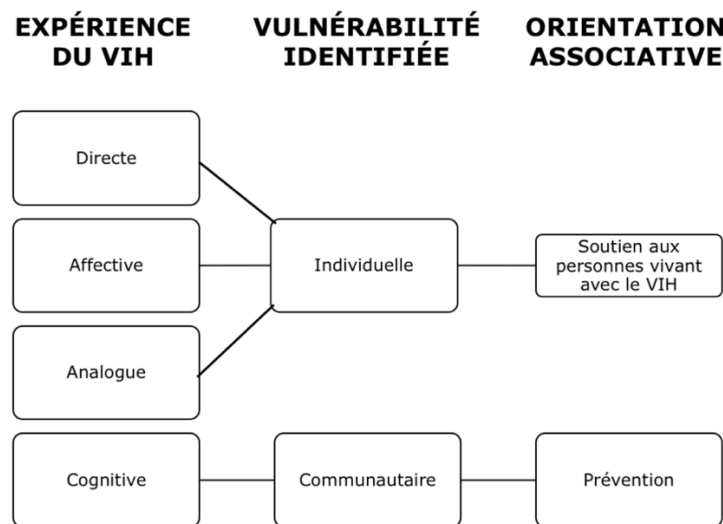 EXPÉRIENCE
DU VIH
VULNÉRABILITÉ
IDENTIFIÉE
ORIENTATION
ASSOCIATIVE
Directe
Affective
Analogue
Cognitive
Individuelle
Communautaire
Soutien aux
personnes vivant
avec le VIH
Prévention